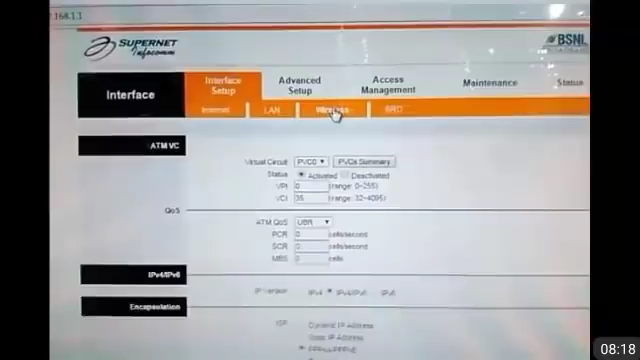 .168.1.1
SUPERNET
Infocomm
BSNL
Interface
Interface Setup
Advanced Setup
Access Management
Maintenance
Status
Internet
LAN
Wireless
ATM VC
Virtual Circuit PVC0 PVCs Summary
Status Activated Deactivated
VPI 0 (range: 0~255)
VCI 35 (range: 32~4095)
QoS
ATM QoS UBR
PCR 0 cells/second
SCR 0 cells/second
MBS 0 cells
IPv4/IPv6
IP Version IPv4 IPv4/IPv6 IPv6
Encapsulation
ISP Dynamic IP Address
Static IP Address
PPPoA/PPPoE
08:18